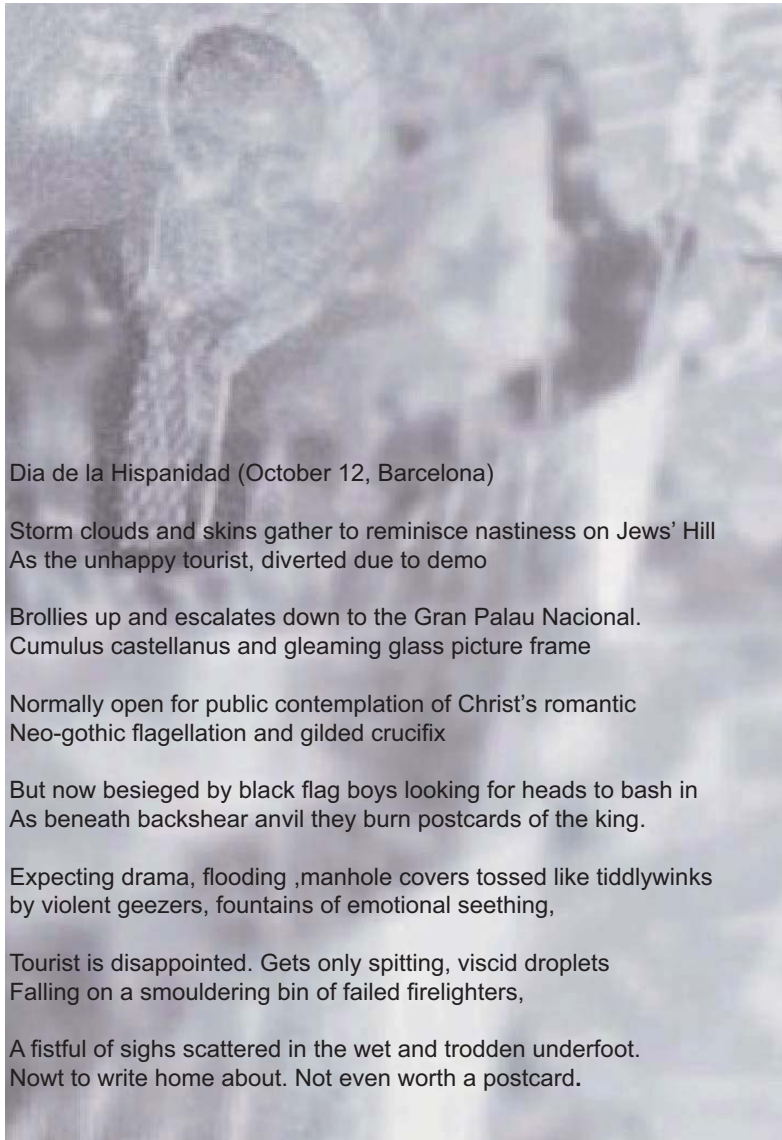 Dia de la Hispanidad (October 12, Barcelona)
Storm clouds and skins gather to reminisce nastiness on Jews’ Hill
As the unhappy tourist, diverted due to demo
Brollies up and escalates down to the Gran Palau Nacional.
Cumulus castellanus and gleaming glass picture frame
Normally open for public contemplation of Christ’s romantic
Neo-gothic flagellation and gilded crucifix
But now besieged by black flag boys looking for heads to bash in
As beneath backshear anvil they burn postcards of the king.
Expecting drama, flooding ,manhole covers tossed like tiddlywinks
by violent geezers, fountains of emotional seething,
Tourist is disappointed. Gets only spitting, viscid droplets
Falling on a smouldering bin of failed firelighters,
A fistful of sighs scattered in the wet and trodden underfoot.
Nowt to write home about. Not even worth a postcard.